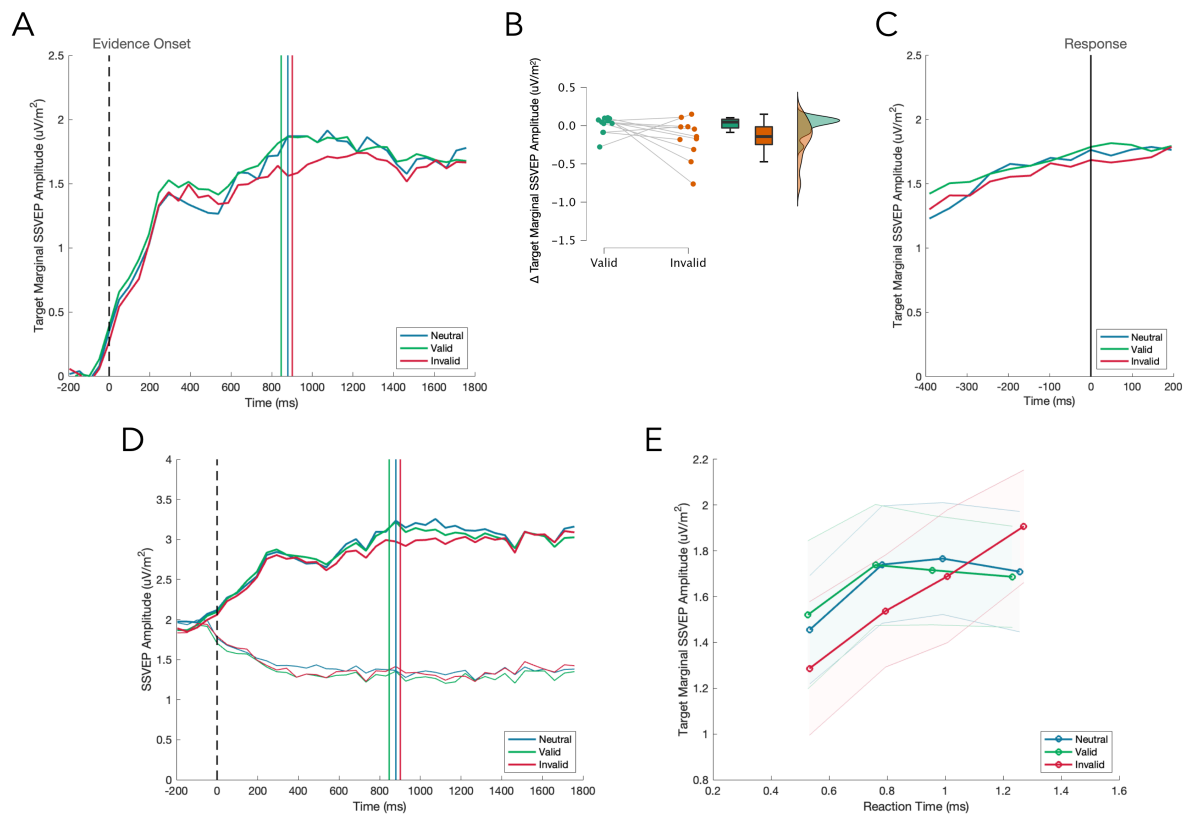 A
Evidence Onset
Target Marginal SSVEP Amplitude (uV/m²)
2.5
2
1.5
1
0.5
0
-200 0 200 400 600 800 1000 1200 1400 1600 1800
Time (ms)
Neutral
Valid
Invalid
B
Δ Target Marginal SSVEP Amplitude (uV/m²)
0.5
0.0
−0.5
−1.0
−1.5
Valid Invalid
C
Response
Target Marginal SSVEP Amplitude (uV/m²)
2.5
2
1.5
1
0.5
0
-400 -300 -200 -100 0 100 200
Time (ms)
Neutral
Valid
Invalid
D
SSVEP Amplitude (uV/m²)
4
3.5
3
2.5
2
1.5
1
0.5
0
-200 0 200 400 600 800 1000 1200 1400 1600 1800
Time (ms)
Neutral
Valid
Invalid
E
Target Marginal SSVEP Amplitude (uV/m²)
2.2
2
1.8
1.6
1.4
1.2
1
0.8
0.2 0.4 0.6 0.8 1 1.2 1.4 1.6
Reaction Time (ms)
Neutral
Valid
Invalid